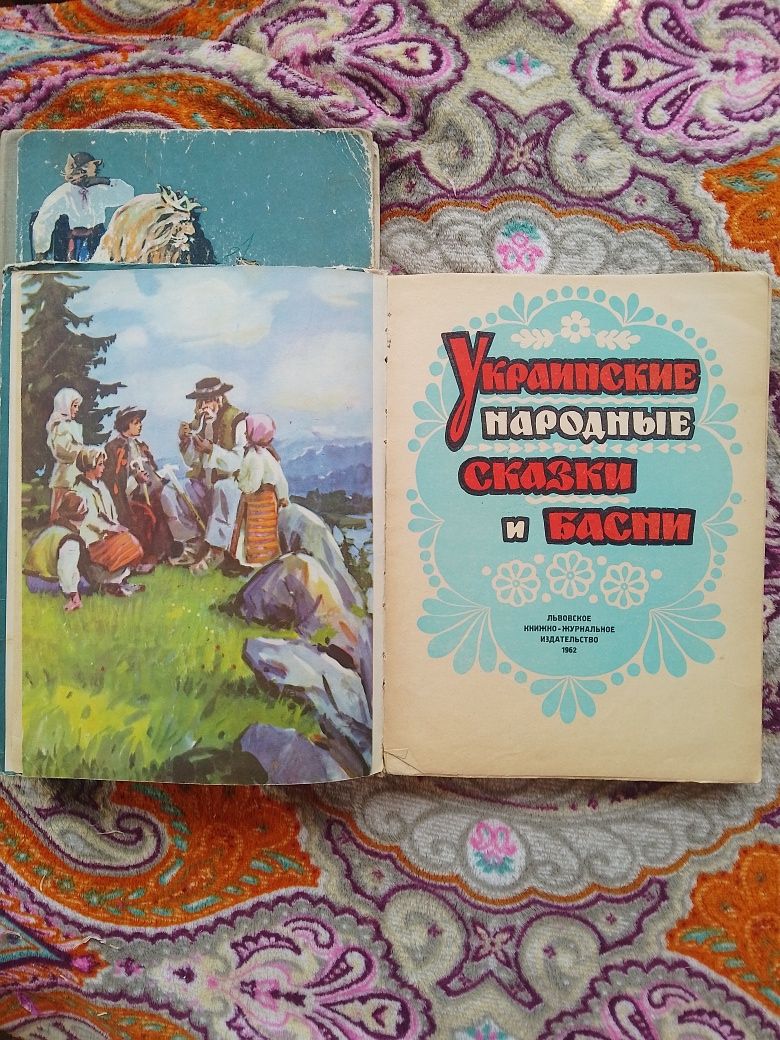 Украинские
народные
сказки
и басни
ЛЬВОВСКОЕ
КНИЖНО-ЖУРНАЛЬНОЕ
ИЗДАТЕЛЬСТВО
1962